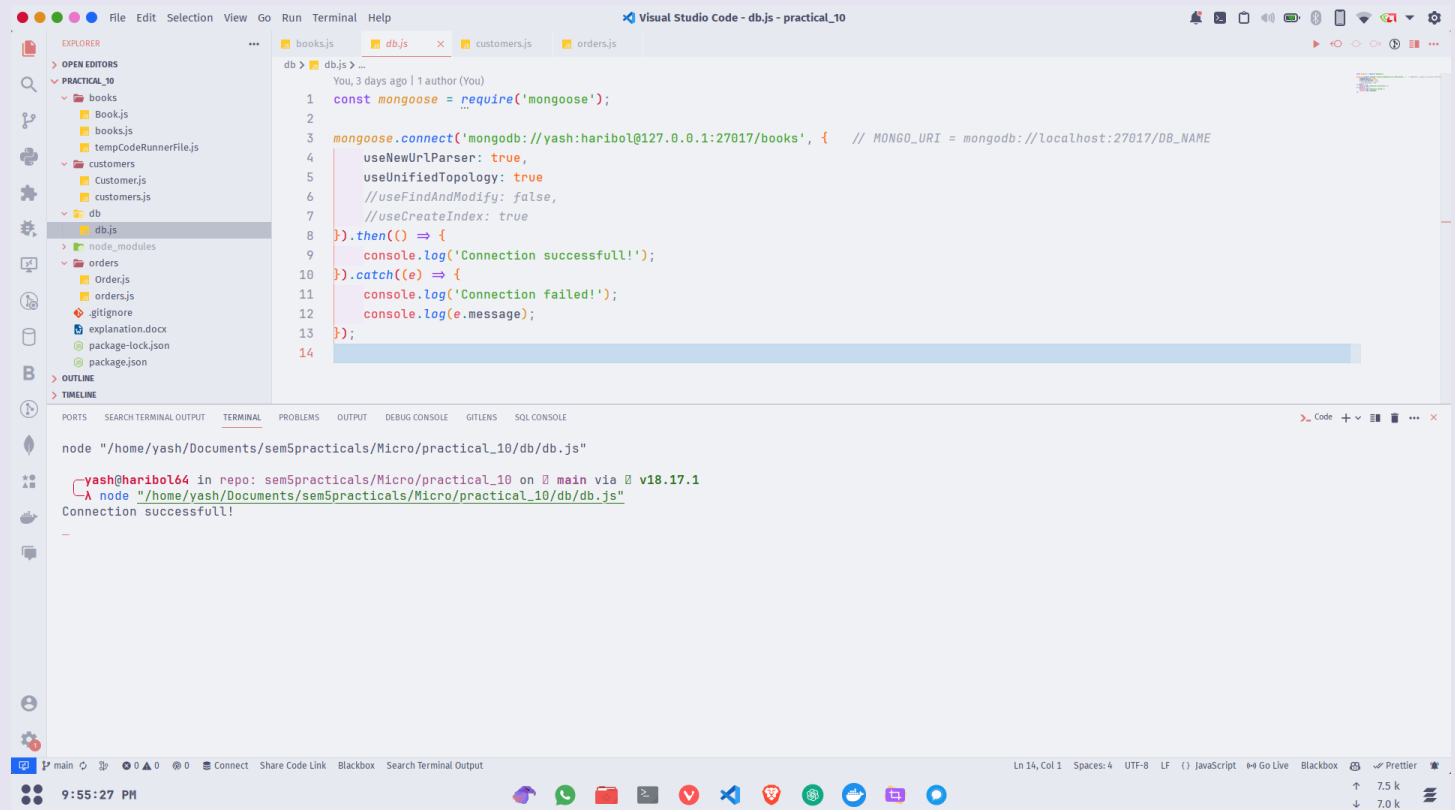 File Edit Selection View Go Run Terminal Help
Visual Studio Code - db.js - practical_10
EXPLORER
OPEN EDITORS
PRACTICAL_10
books
Book.js
books.js
tempCodeRunnerFile.js
customers
Customer.js
customers.js
db
db.js
node_modules
orders
Order.js
orders.js
.gitignore
explanation.docx
package-lock.json
package.json
OUTLINE
TIMELINE
books.js db.js customers.js orders.js
db > db.js > ...
You, 3 days ago | 1 author (You)
1 const mongoose = require('mongoose');
2
3 mongoose.connect('mongodb://yash:haribol@127.0.0.1:27017/books', { // MONGO_URI = mongodb://localhost:27017/DB_NAME
4 useNewUrlParser: true,
5 useUnifiedTopology: true
6 //useFindAndModify: false,
7 //useCreateIndex: true
8 }).then(() => {
9 console.log('Connection successfull!');
10 }).catch((e) => {
11 console.log('Connection failed!');
12 console.log(e.message);
13 });
14
PORTS SEARCH TERMINAL OUTPUT TERMINAL PROBLEMS OUTPUT DEBUG CONSOLE GITLENS SQL CONSOLE
Code
node "/home/yash/Documents/sem5practicals/Micro/practical_10/db/db.js"
yash@haribol64 in repo: sem5practicals/Micro/practical_10 on main via v18.17.1
λ node "/home/yash/Documents/sem5practicals/Micro/practical_10/db/db.js"
Connection successfull!
1
main 0 0 0 Connect Share Code Link Blackbox Search Terminal Output
Ln 14, Col 1 Spaces: 4 UTF-8 LF {} JavaScript Go Live Blackbox Prettier
9:55:27 PM
↑ 7.5 k
↓ 7.0 k